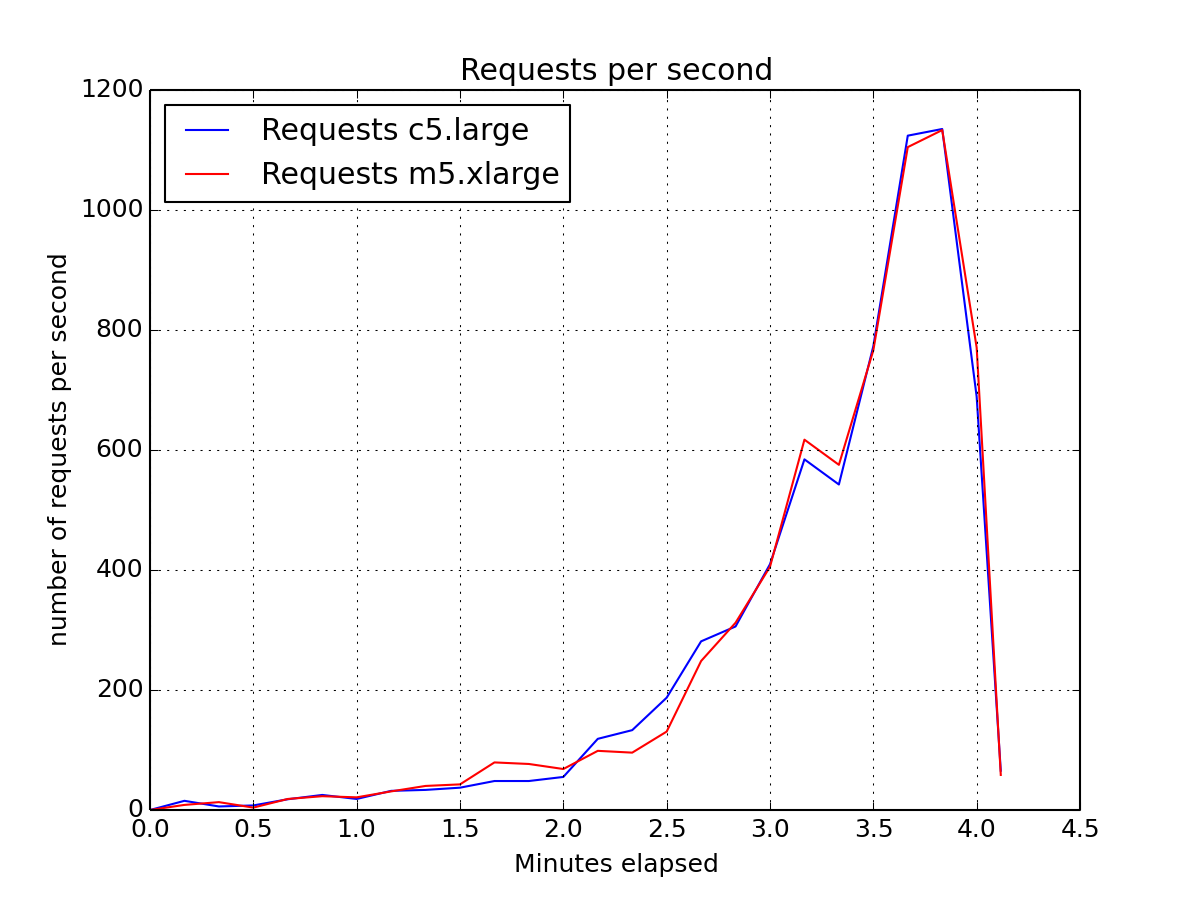 Requests per second
Requests c5.large
Requests m5.xlarge
number of requests per second
1200
1000
800
600
400
200
0
0.0 0.5 1.0 1.5 2.0 2.5 3.0 3.5 4.0 4.5
Minutes elapsed